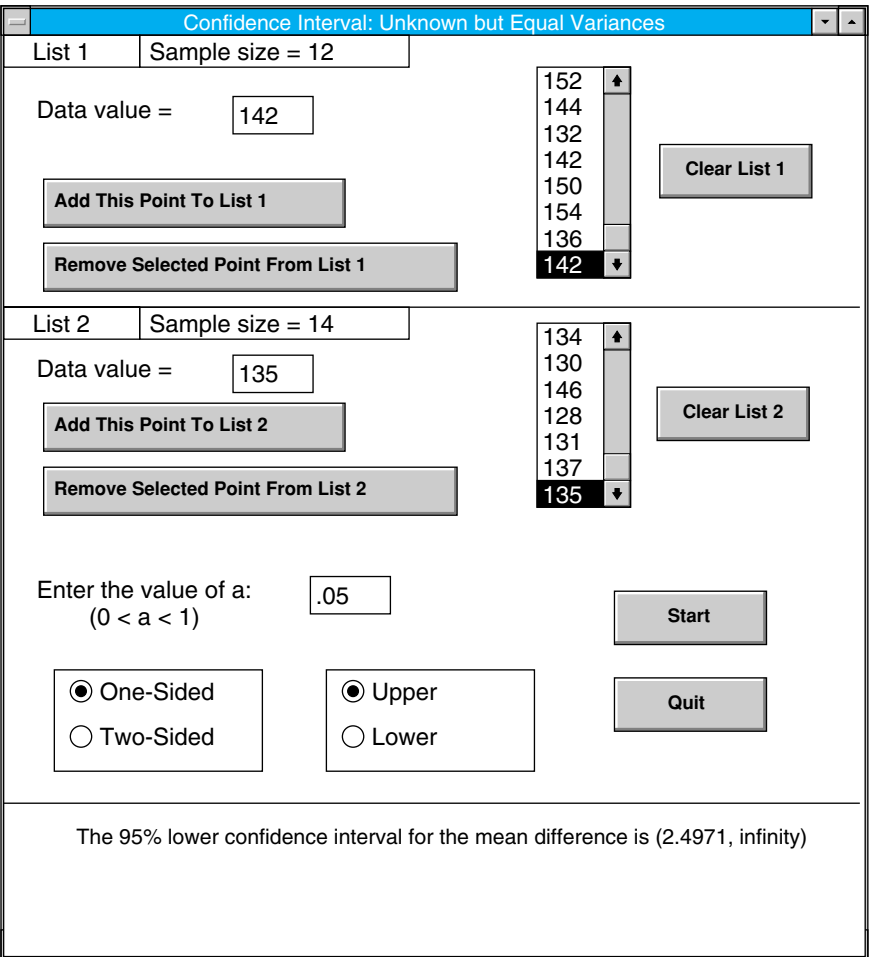 Confidence Interval: Unknown but Equal Variances
List 1 Sample size = 12
Data value = 142
152
144
132
142
150
154
136
142
Clear List 1
Add This Point To List 1
Remove Selected Point From List 1
List 2 Sample size = 14
Data value = 135
134
130
146
128
131
137
135
Clear List 2
Add This Point To List 2
Remove Selected Point From List 2
Enter the value of a: .05
(0 < a < 1)
Start
One-Sided
Two-Sided
Upper
Lower
Quit
The 95% lower confidence interval for the mean difference is (2.4971, infinity)